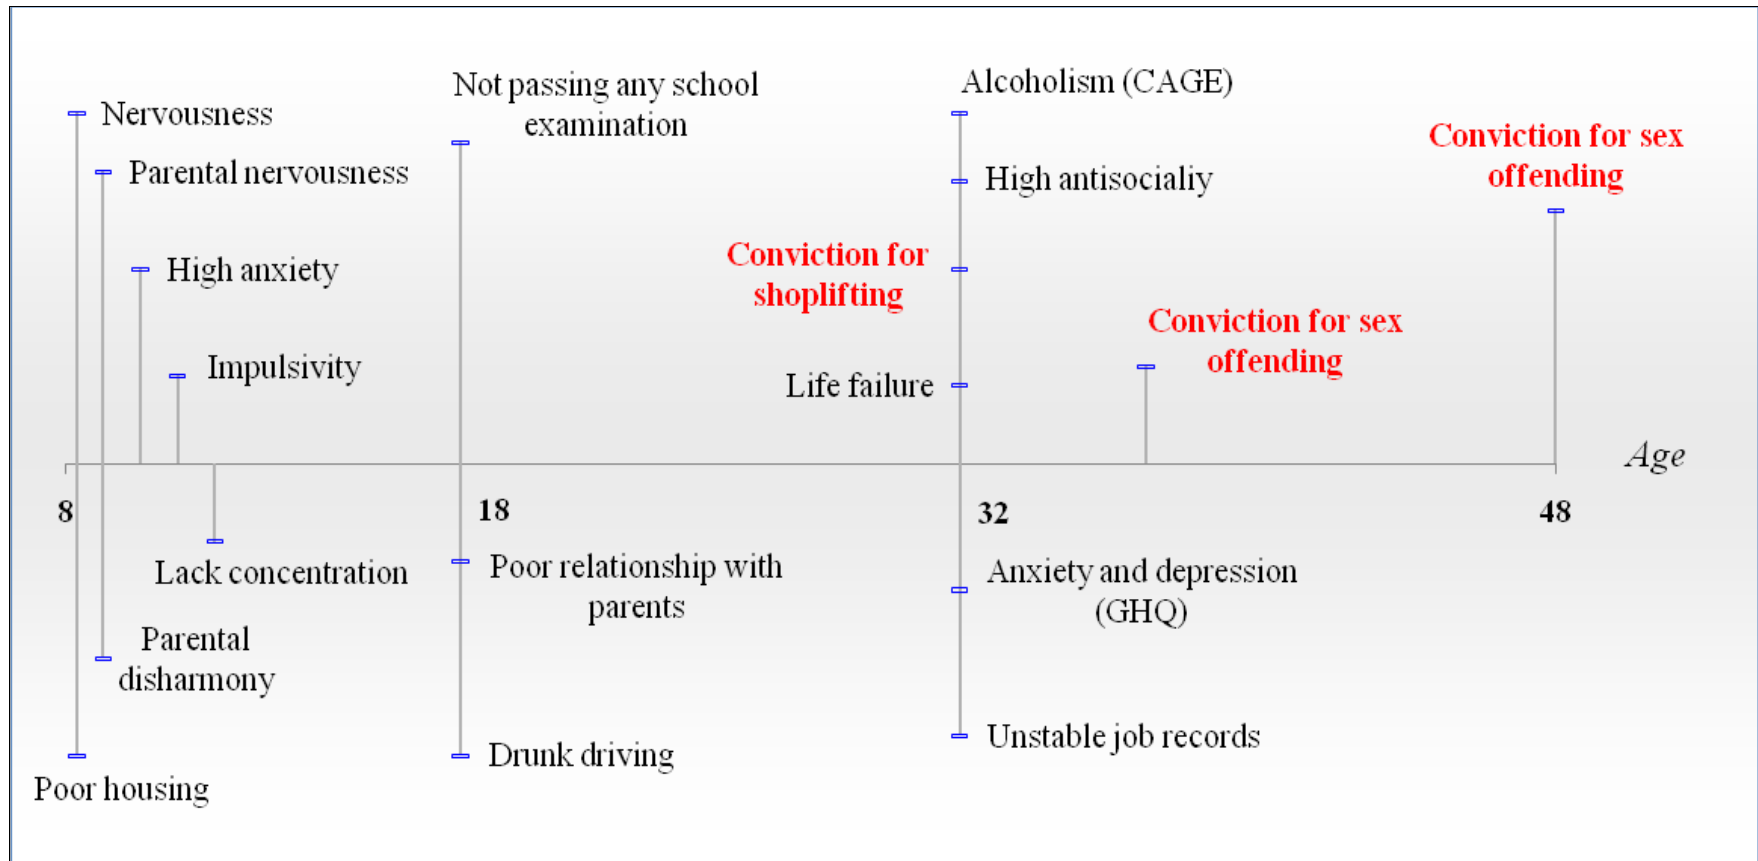 Nervousness
Parental nervousness
High anxiety
Impulsivity
Not passing any school
examination
Alcoholism (CAGE)
High antisocialiy
Conviction for
shoplifting
Life failure
Conviction for sex
offending
Conviction for sex
offending
Age
8
18
32
48
Lack concentration
Parental
disharmony
Poor housing
Poor relationship with
parents
Drunk driving
Anxiety and depression
(GHQ)
Unstable job records